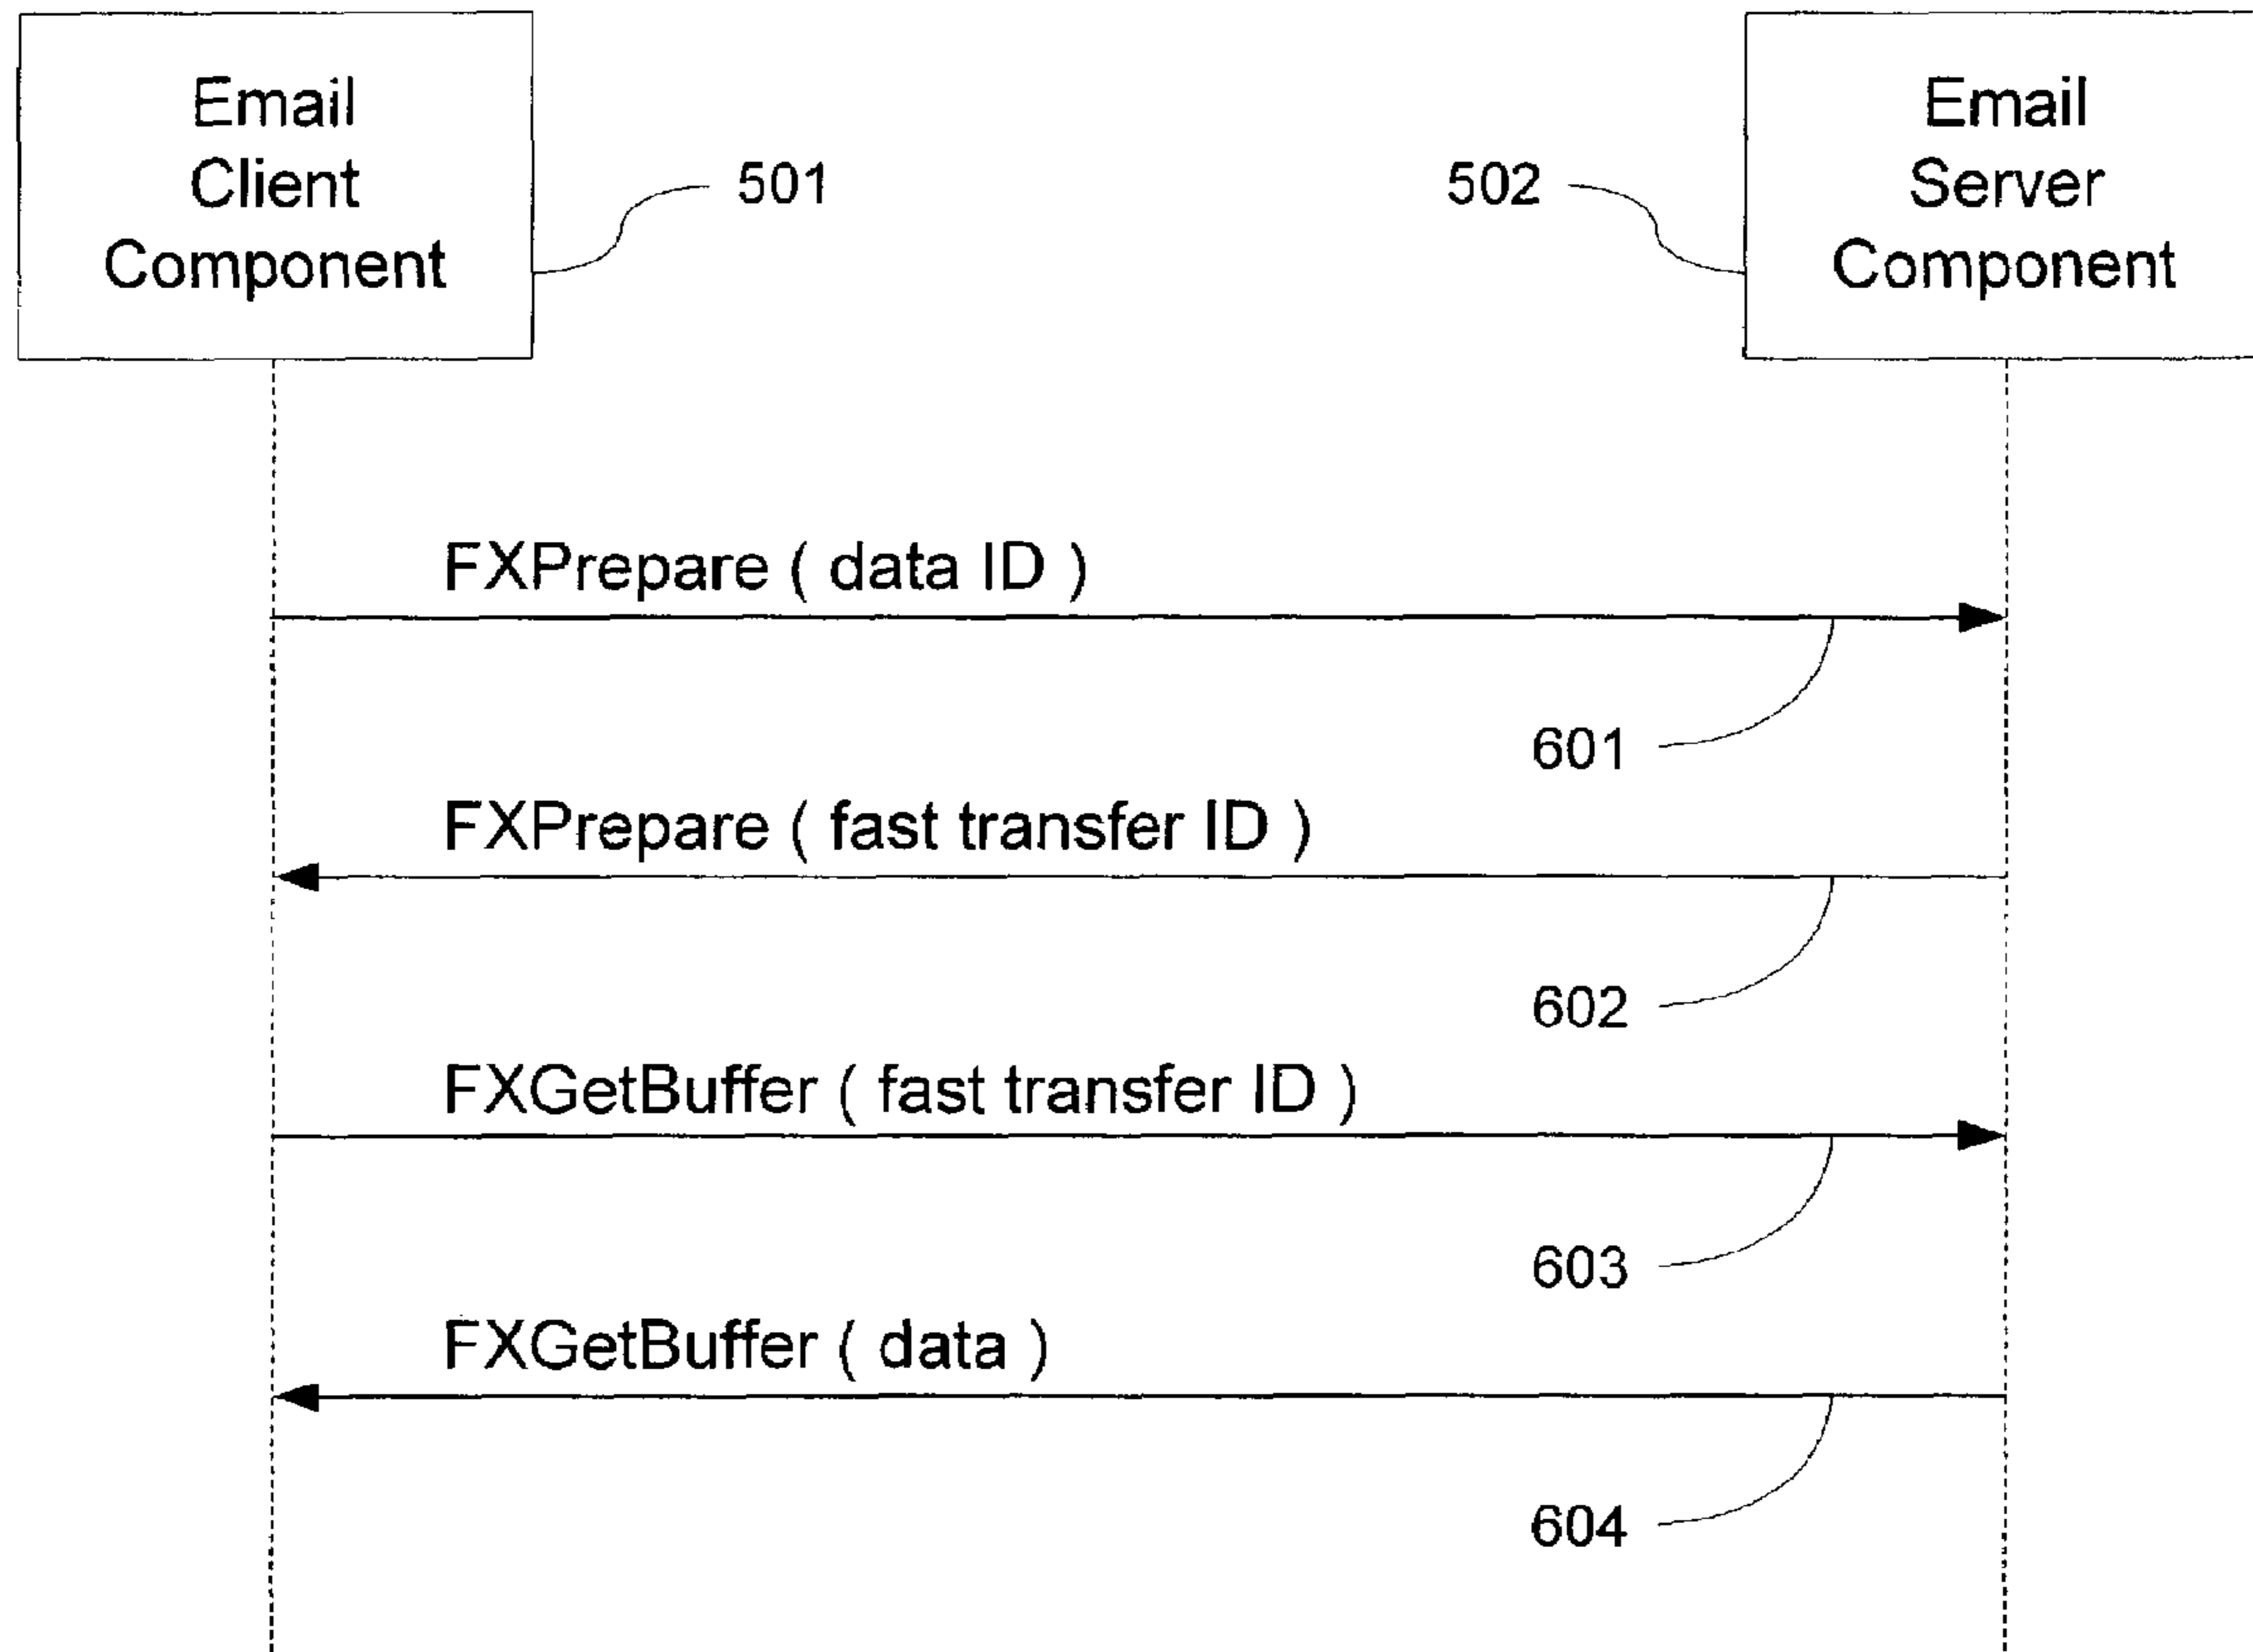 Email
Client
Component
501
502
Email
Server
Component
FXPrepare ( data ID )
601
FXPrepare ( fast transfer ID )
602
FXGetBuffer ( fast transfer ID )
603
FXGetBuffer ( data )
604